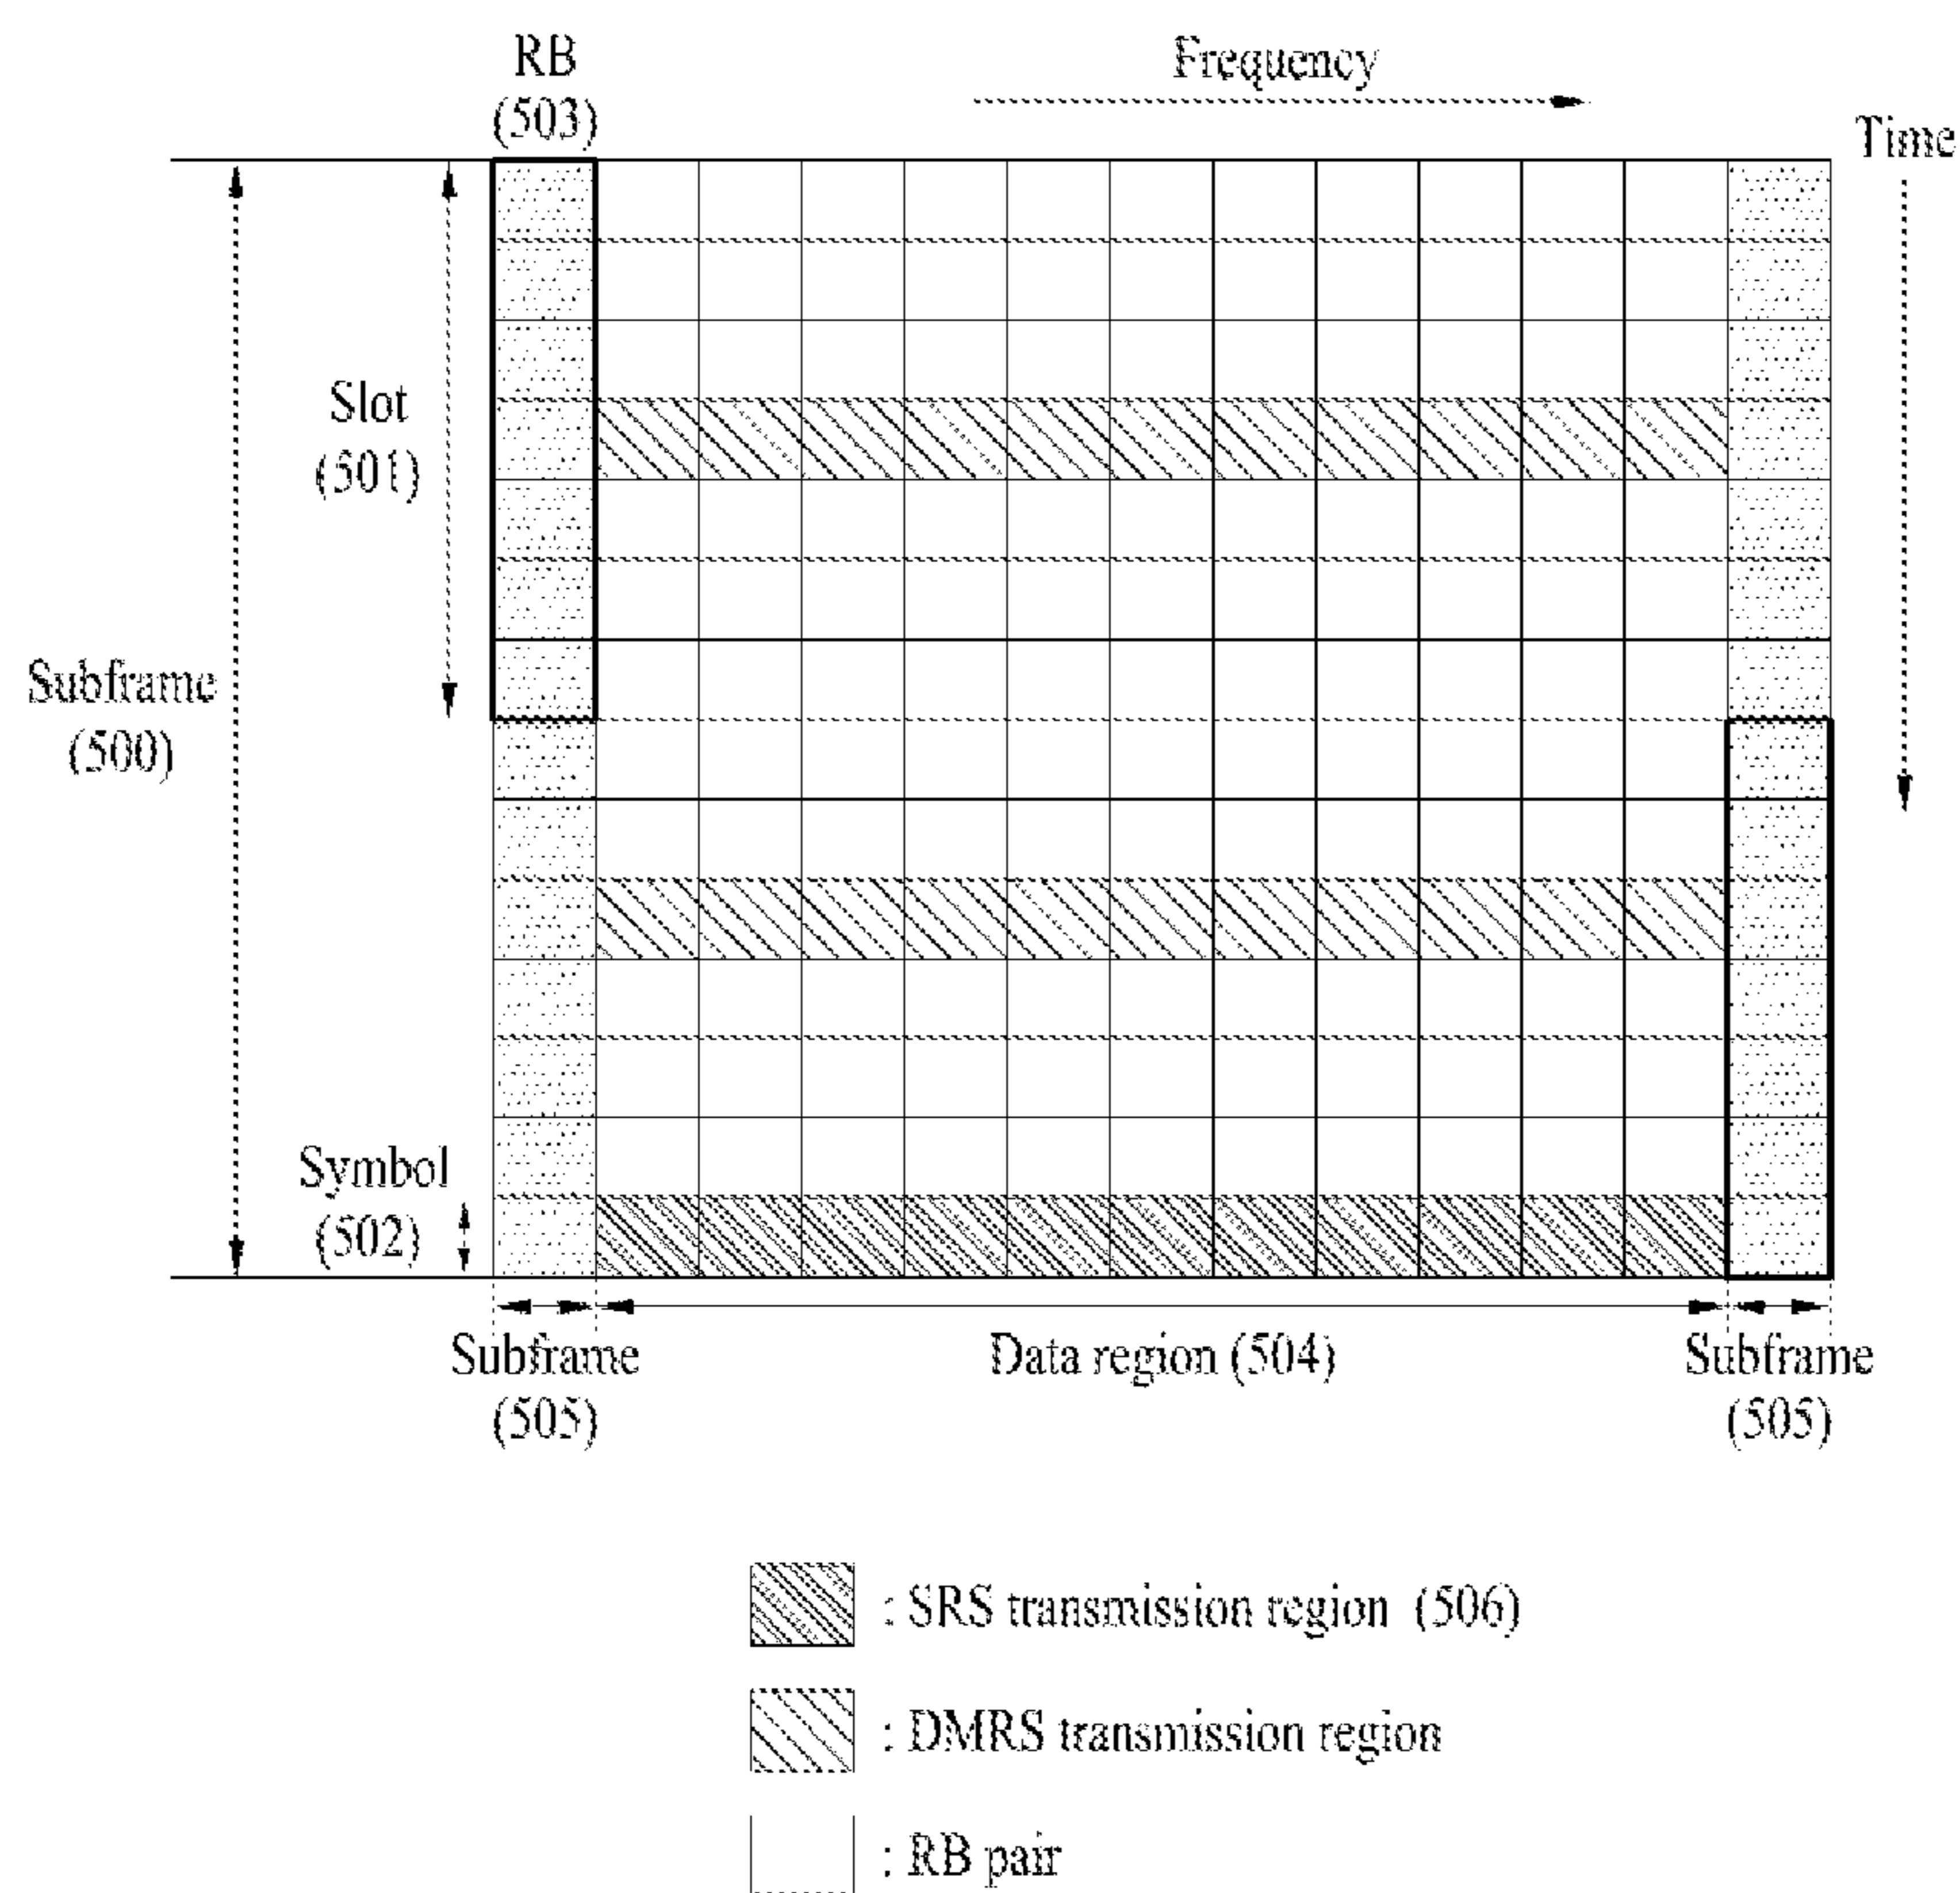 RB
(503)
Frequency
Time
Slot
(501)
Subframe
(500)
Symbol
(502)
Subframe
(505)
Data region (504)
Subframe
(505)
: SRS transmission region (506)
: DMRS transmission region
: RB pair